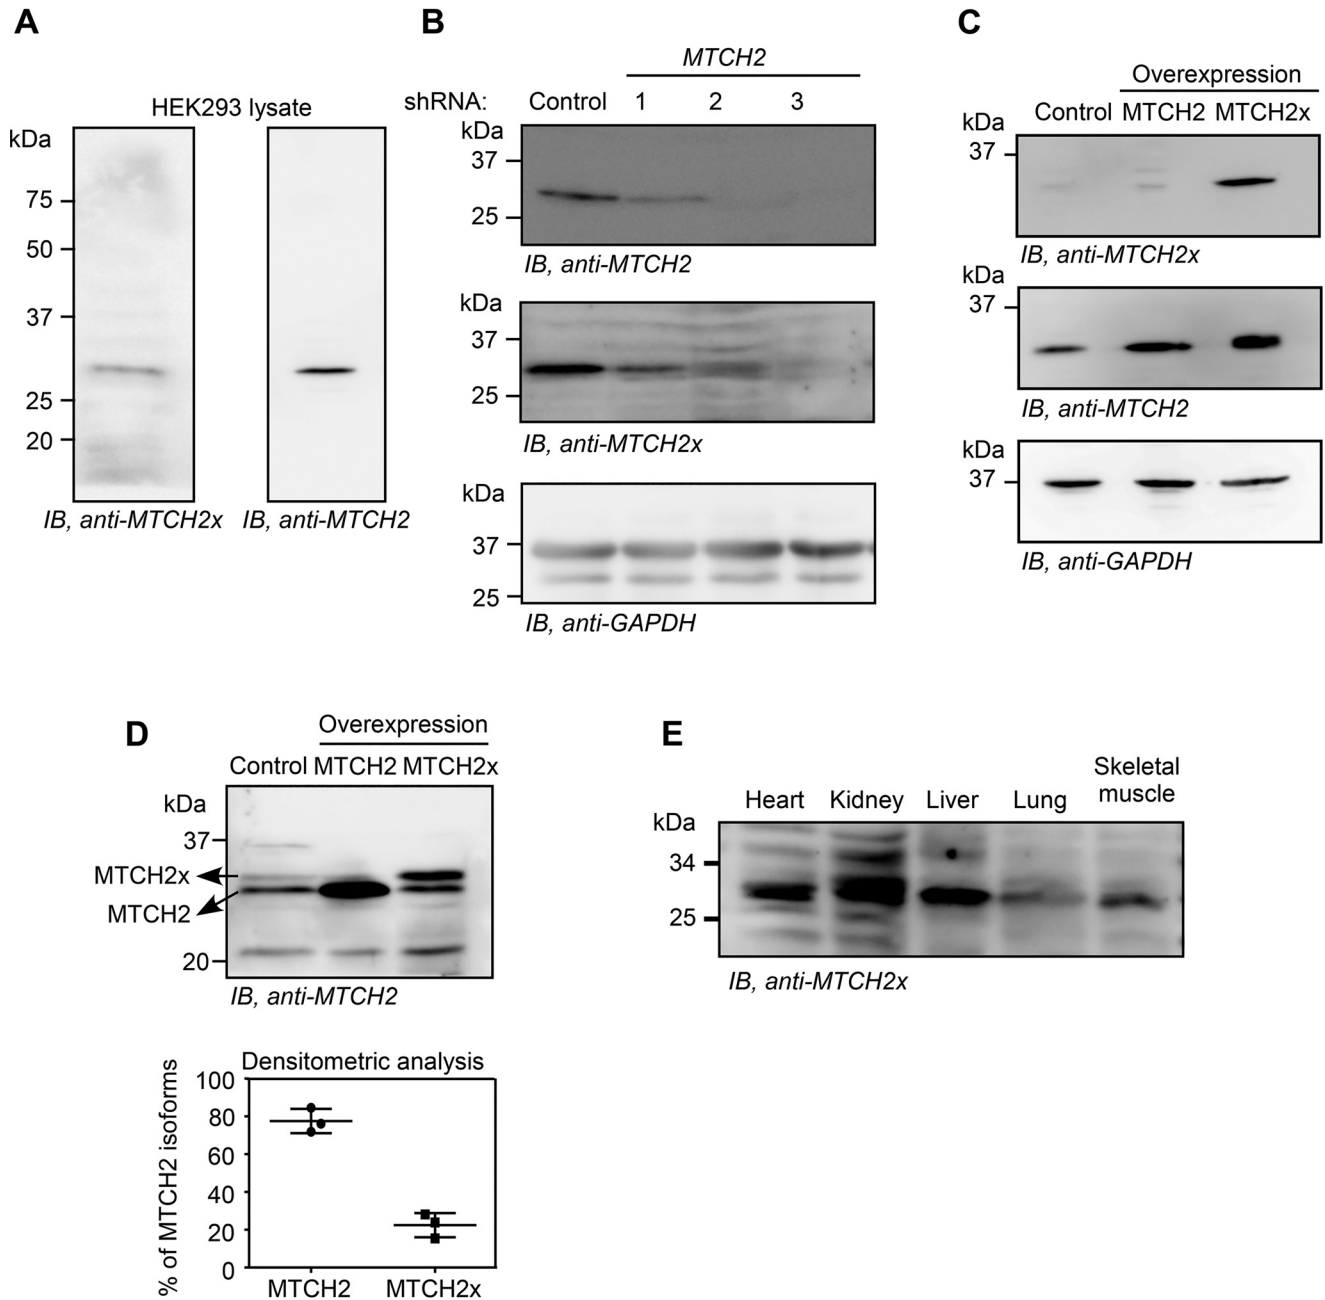 A
HEK293 lysate
kDa
75
50
37
25
20
IB, anti-MTCH2x
IB, anti-MTCH2
B
MTCH2
shRNA: Control 1 2 3
kDa
37
25
IB, anti-MTCH2
kDa
37
25
IB, anti-MTCH2x
kDa
37
25
IB, anti-GAPDH
C
Overexpression
Control MTCH2 MTCH2x
kDa
37
IB, anti-MTCH2x
kDa
37
IB, anti-MTCH2
kDa
37
IB, anti-GAPDH
D
Overexpression
Control MTCH2 MTCH2x
kDa
37
MTCH2x
MTCH2
20
IB, anti-MTCH2
Densitometric analysis
% of MTCH2 isoforms
100
80
60
40
20
0
MTCH2 MTCH2x
E
Heart Kidney Liver Lung Skeletal
muscle
kDa
34
25
IB, anti-MTCH2x